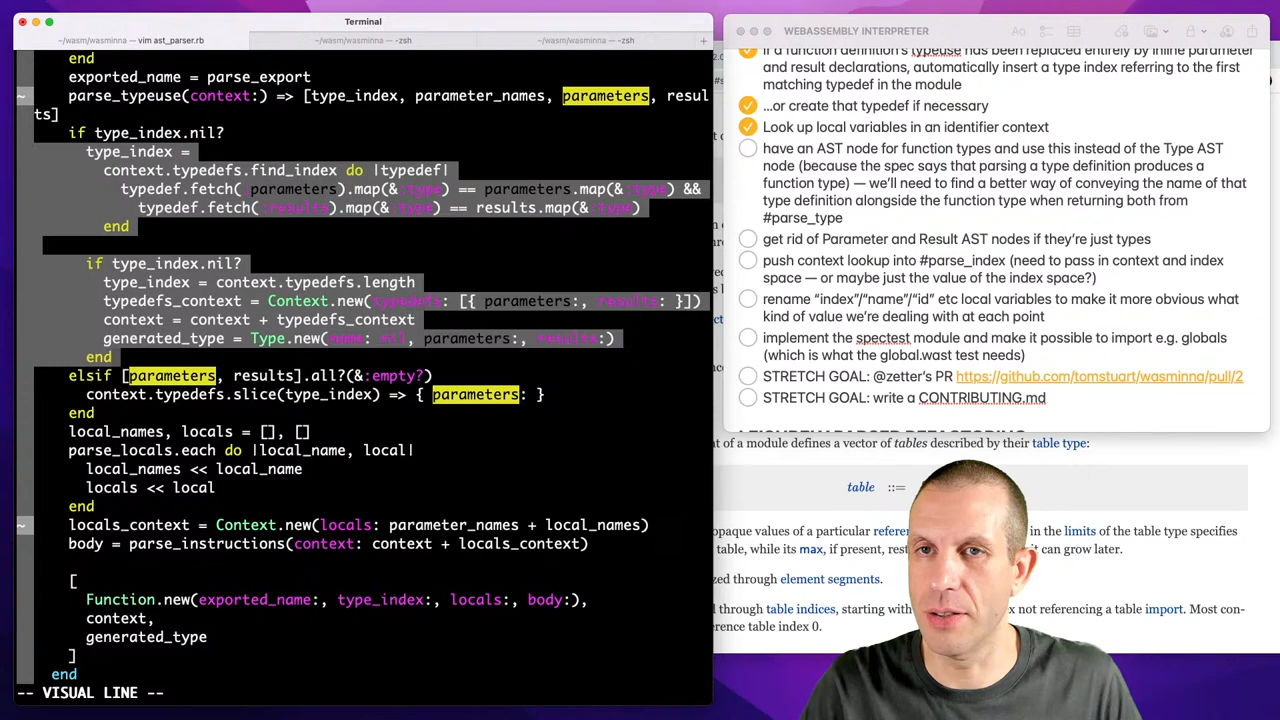 Terminal
~/wasm/wasminna — vim ast_parser.rb
~/wasm/wasminna — -zsh
~/wasm/wasminna — -zsh
end
exported_name = parse_export
~ parse_typeuse(context:) => [type_index, parameter_names, parameters, resul
ts]
if type_index.nil?
type_index =
context.typedefs.find_index do |typedef|
typedef.fetch(:parameters).map(&:type) == parameters.map(&:type) &&
typedef.fetch(:results).map(&:type) == results.map(&:type)
end
if type_index.nil?
type_index = context.typedefs.length
typedefs_context = Context.new(typedefs: [{ parameters:, results: }])
context = context + typedefs_context
generated_type = Type.new(name: nil, parameters:, results:)
end
elsif [parameters, results].all?(&:empty?)
context.typedefs.slice(type_index) => { parameters: }
end
local_names, locals = [], []
parse_locals.each do |local_name, local|
local_names << local_name
locals << local
end
~ locals_context = Context.new(locals: parameter_names + local_names)
body = parse_instructions(context: context + locals_context)
[
Function.new(exported_name:, type_index:, locals:, body:),
context,
generated_type
]
end
-- VISUAL LINE --
WEBASSEMBLY INTERPRETER
if a function definition's typeuse has been replaced entirely by inline parameter
and result declarations, automatically insert a type index referring to the first
matching typedef in the module
…or create that typedef if necessary
Look up local variables in an identifier context
have an AST node for function types and use this instead of the Type AST
node (because the spec says that parsing a type definition produces a
function type) — we'll need to find a better way of conveying the name of that
type definition alongside the function type when returning both from
#parse_type
get rid of Parameter and Result AST nodes if they're just types
push context lookup into #parse_index (need to pass in context and index
space — or maybe just the value of the index space?)
rename “index”/“name”/“id” etc local variables to make it more obvious what
kind of value we're dealing with at each point
implement the spectest module and make it possible to import e.g. globals
(which is what the global.wast test needs)
STRETCH GOAL: @zetter's PR https://github.com/tomstuart/wasminna/pull/2
STRETCH GOAL: write a CONTRIBUTING.md
t of a module defines a vector of tables described by their table type:
table ::=
opaque values of a particular refere
in the limits of the table type specifies
table, while its max, if present, rest
it can grow later.
zed through element segments.
d through table indices, starting with
x not referencing a table import. Most con-
erence table index 0.